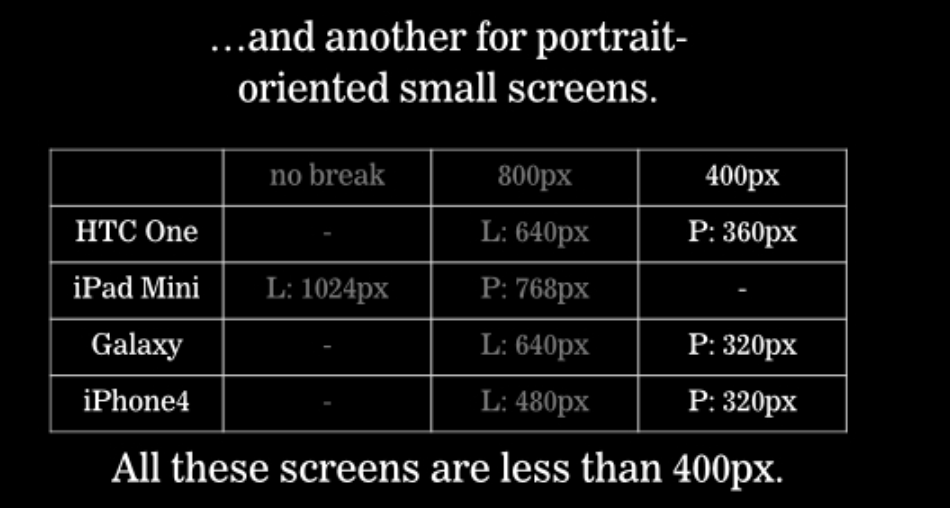 …and another for portrait-
oriented small screens.
no break 800px 400px
HTC One - L: 640px P: 360px
iPad Mini L: 1024px P: 768px -
Galaxy - L: 640px P: 320px
iPhone4 - L: 480px P: 320px
All these screens are less than 400px.